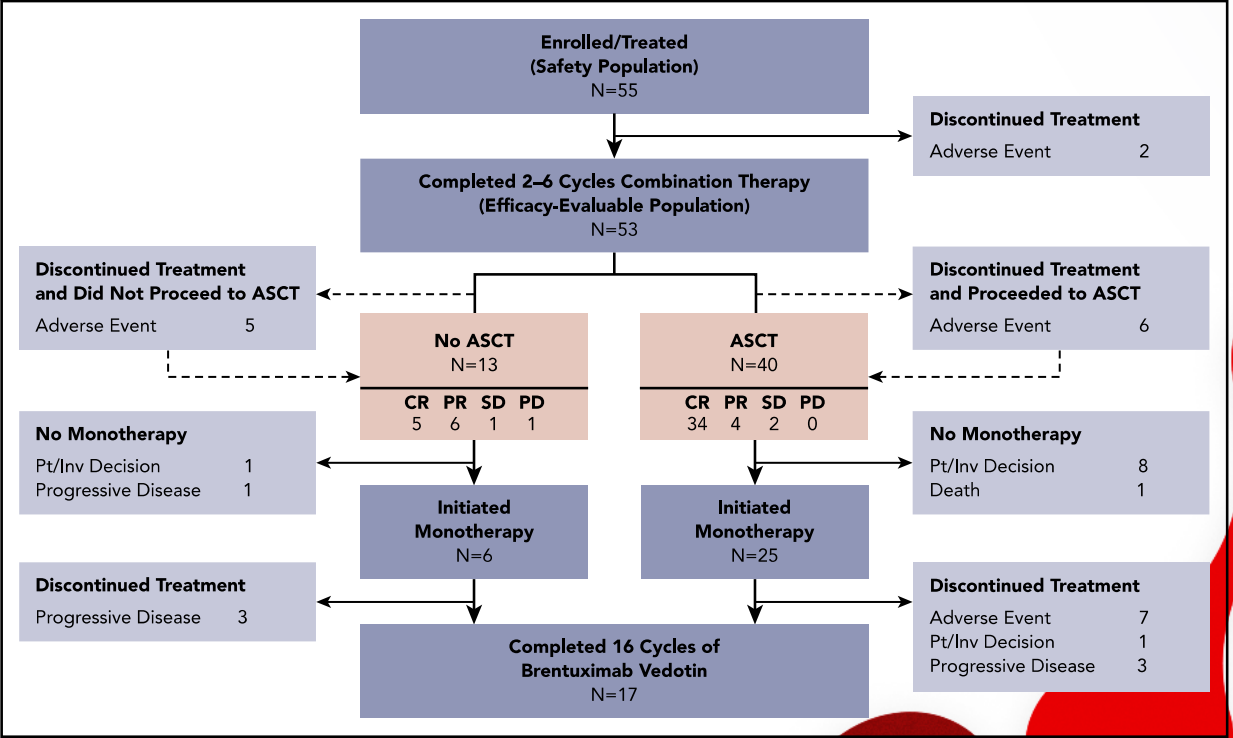 Enrolled/Treated
(Safety Population)
N=55
Discontinued Treatment
Adverse Event 2
Completed 2–6 Cycles Combination Therapy
(Efficacy-Evaluable Population)
N=53
Discontinued Treatment
and Did Not Proceed to ASCT
Adverse Event 5
Discontinued Treatment
and Proceeded to ASCT
Adverse Event 6
No ASCT
N=13
CR PR SD PD
5 6 1 1
ASCT
N=40
CR PR SD PD
34 4 2 0
No Monotherapy
Pt/Inv Decision 1
Progressive Disease 1
No Monotherapy
Pt/Inv Decision 8
Death 1
Initiated
Monotherapy
N=6
Initiated
Monotherapy
N=25
Discontinued Treatment
Progressive Disease 3
Discontinued Treatment
Adverse Event 7
Pt/Inv Decision 1
Progressive Disease 3
Completed 16 Cycles of
Brentuximab Vedotin
N=17